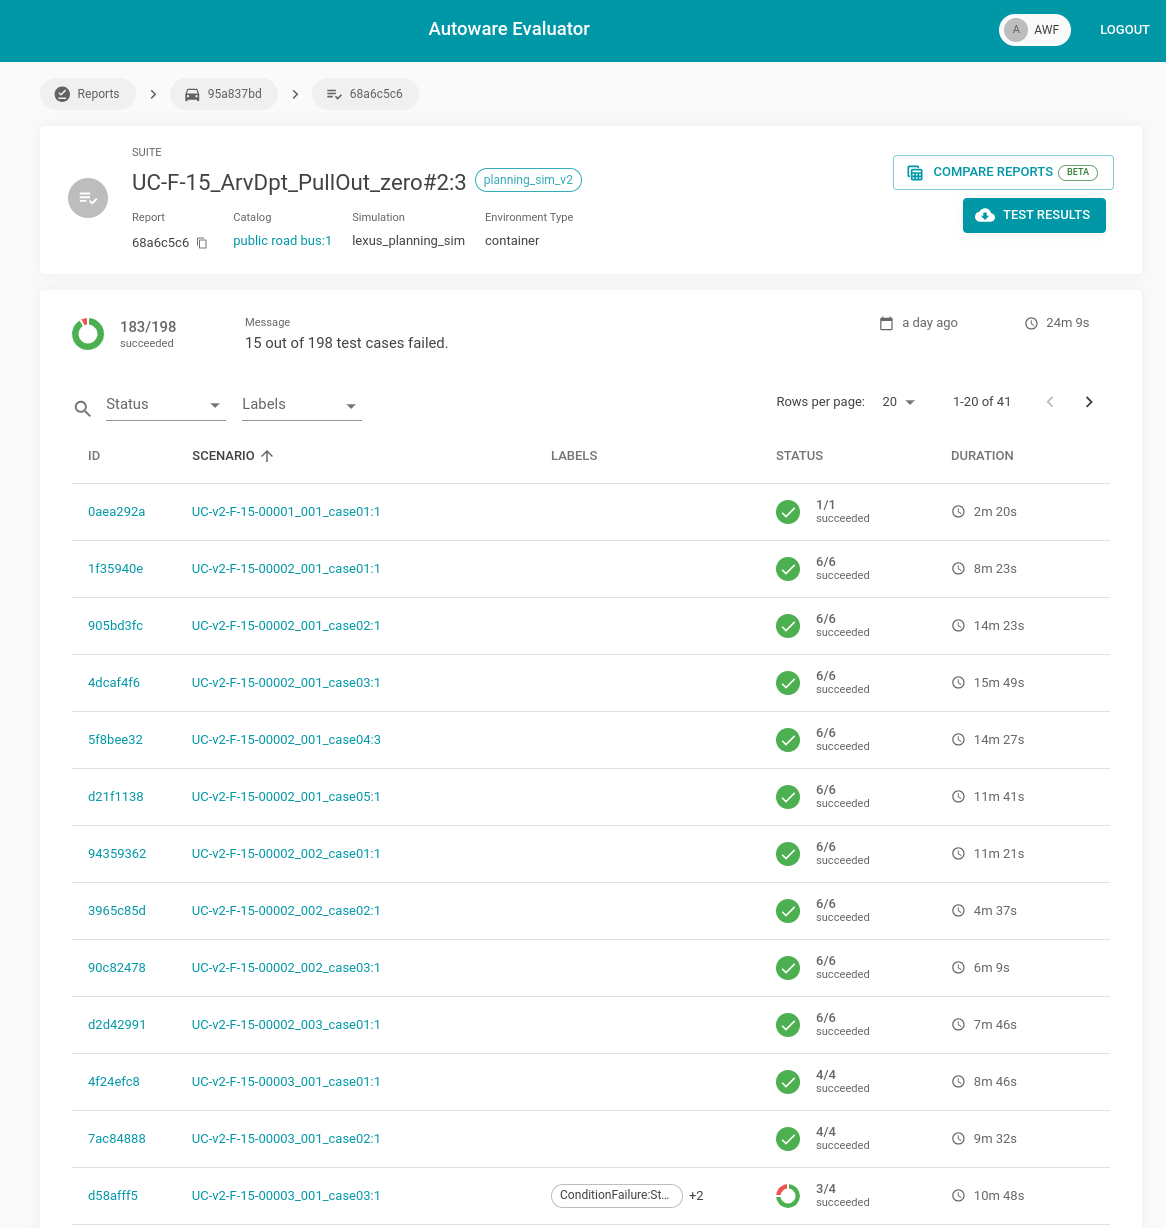 Autoware Evaluator
A AWF
LOGOUT
Reports
95a837bd
68a6c5c6
SUITE
UC-F-15_ArvDpt_PullOut_zero#2:3 planning_sim_v2
COMPARE REPORTS BETA
TEST RESULTS
Report Catalog Simulation Environment Type
68a6c5c6 public road bus:1 lexus_planning_sim container
183/198
succeeded
Message
15 out of 198 test cases failed.
a day ago
24m 9s
Status Labels
Rows per page: 20 1-20 of 41
ID SCENARIO LABELS STATUS DURATION
0aea292a UC-v2-F-15-00001_001_case01:1 1/1 succeeded 2m 20s
1f35940e UC-v2-F-15-00002_001_case01:1 6/6 succeeded 8m 23s
905bd3fc UC-v2-F-15-00002_001_case02:1 6/6 succeeded 14m 23s
4dcaf4f6 UC-v2-F-15-00002_001_case03:1 6/6 succeeded 15m 49s
5f8bee32 UC-v2-F-15-00002_001_case04:3 6/6 succeeded 14m 27s
d21f1138 UC-v2-F-15-00002_001_case05:1 6/6 succeeded 11m 41s
94359362 UC-v2-F-15-00002_002_case01:1 6/6 succeeded 11m 21s
3965c85d UC-v2-F-15-00002_002_case02:1 6/6 succeeded 4m 37s
90c82478 UC-v2-F-15-00002_002_case03:1 6/6 succeeded 6m 9s
d2d42991 UC-v2-F-15-00002_003_case01:1 6/6 succeeded 7m 46s
4f24efc8 UC-v2-F-15-00003_001_case01:1 4/4 succeeded 8m 46s
7ac84888 UC-v2-F-15-00003_001_case02:1 4/4 succeeded 9m 32s
d58afff5 UC-v2-F-15-00003_001_case03:1 ConditionFailure:St... +2 3/4 succeeded 10m 48s